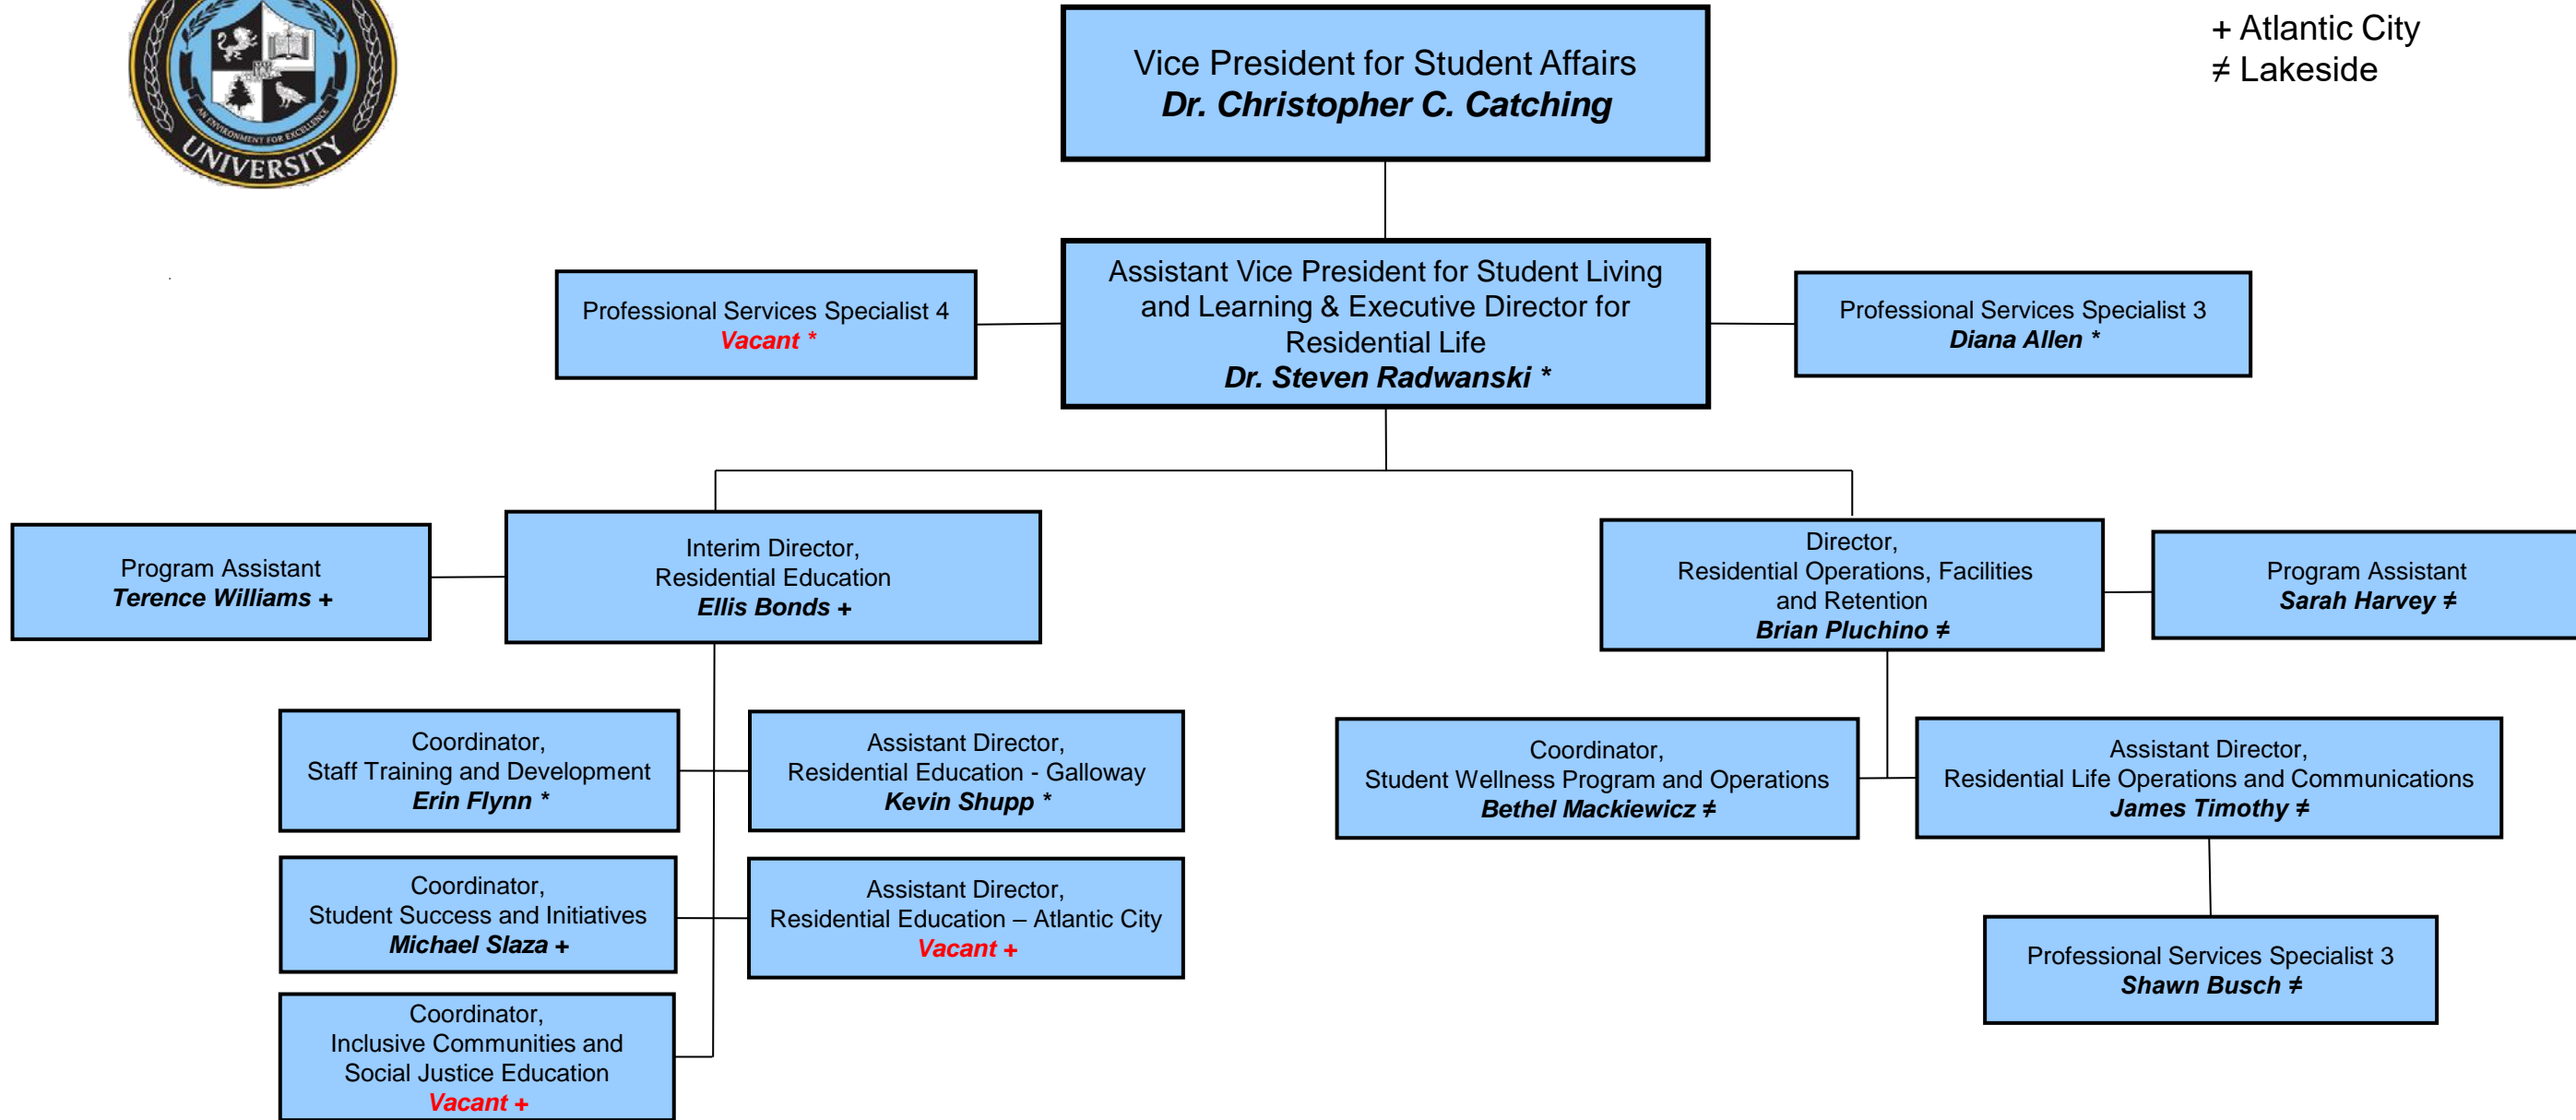 AN ENVIRONMENT FOR EXCELLENCE
UNIVERSITY
+ Atlantic City
≠ Lakeside
Vice President for Student Affairs
Dr. Christopher C. Catching
Professional Services Specialist 4
Vacant *
Assistant Vice President for Student Living
and Learning & Executive Director for
Residential Life
Dr. Steven Radwanski *
Professional Services Specialist 3
Diana Allen *
Program Assistant
Terence Williams +
Interim Director,
Residential Education
Ellis Bonds +
Director,
Residential Operations, Facilities
and Retention
Brian Pluchino ≠
Program Assistant
Sarah Harvey ≠
Coordinator,
Staff Training and Development
Erin Flynn *
Assistant Director,
Residential Education - Galloway
Kevin Shupp *
Coordinator,
Student Wellness Program and Operations
Bethel Mackiewicz ≠
Assistant Director,
Residential Life Operations and Communications
James Timothy ≠
Coordinator,
Student Success and Initiatives
Michael Slaza +
Assistant Director,
Residential Education – Atlantic City
Vacant +
Professional Services Specialist 3
Shawn Busch ≠
Coordinator,
Inclusive Communities and
Social Justice Education
Vacant +